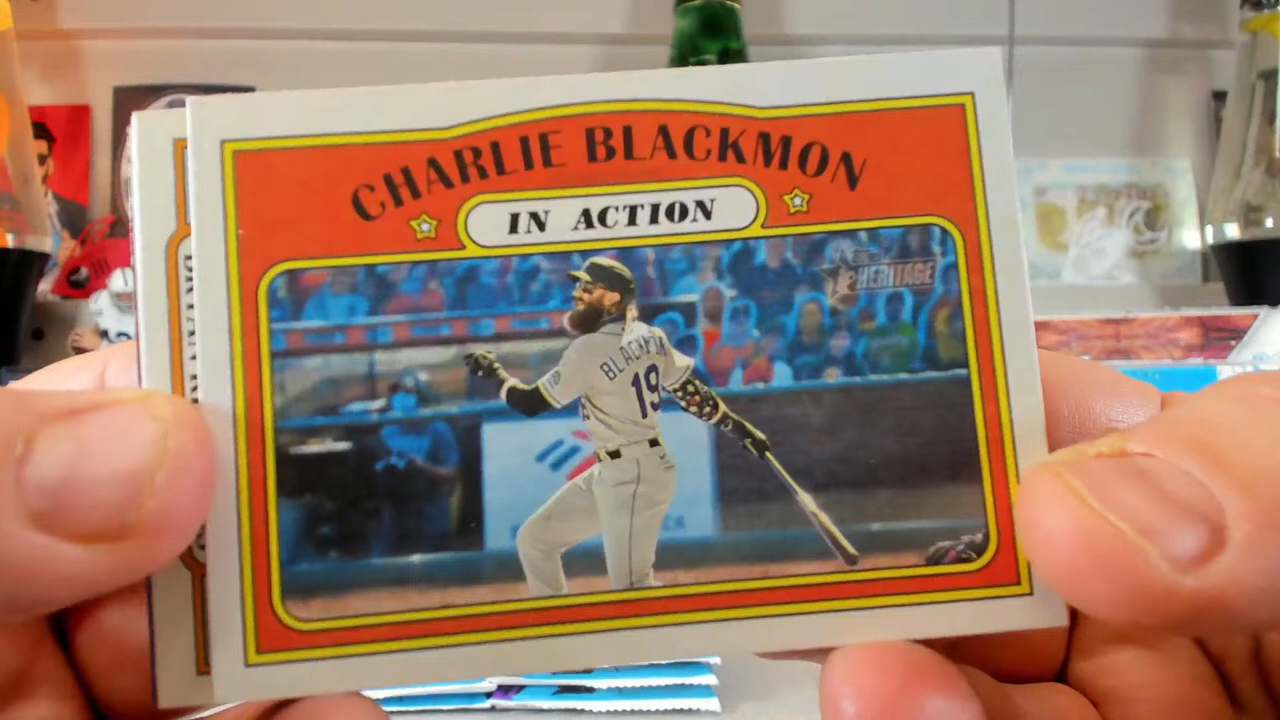 CHARLIE BLACKMON
IN ACTION
HERITAGE
BLACKMON
19